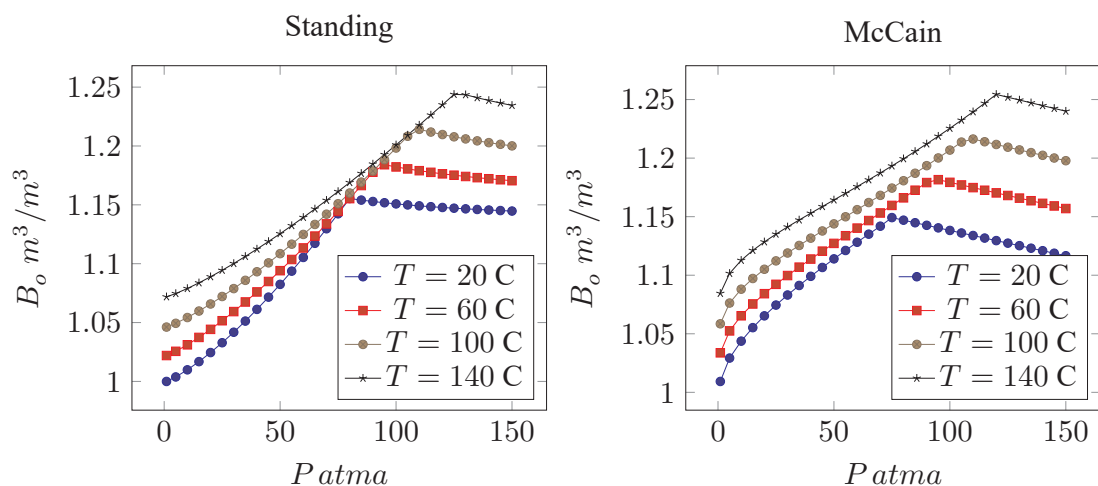 Standing
1.25
1.2
1.15
1.1
1.05
1
B_o m^3/m^3
0
50
100
150
P atma
T = 20 C
T = 60 C
T = 100 C
T = 140 C
McCain
1.25
1.2
1.15
1.1
1.05
1
B_o m^3/m^3
0
50
100
150
P atma
T = 20 C
T = 60 C
T = 100 C
T = 140 C